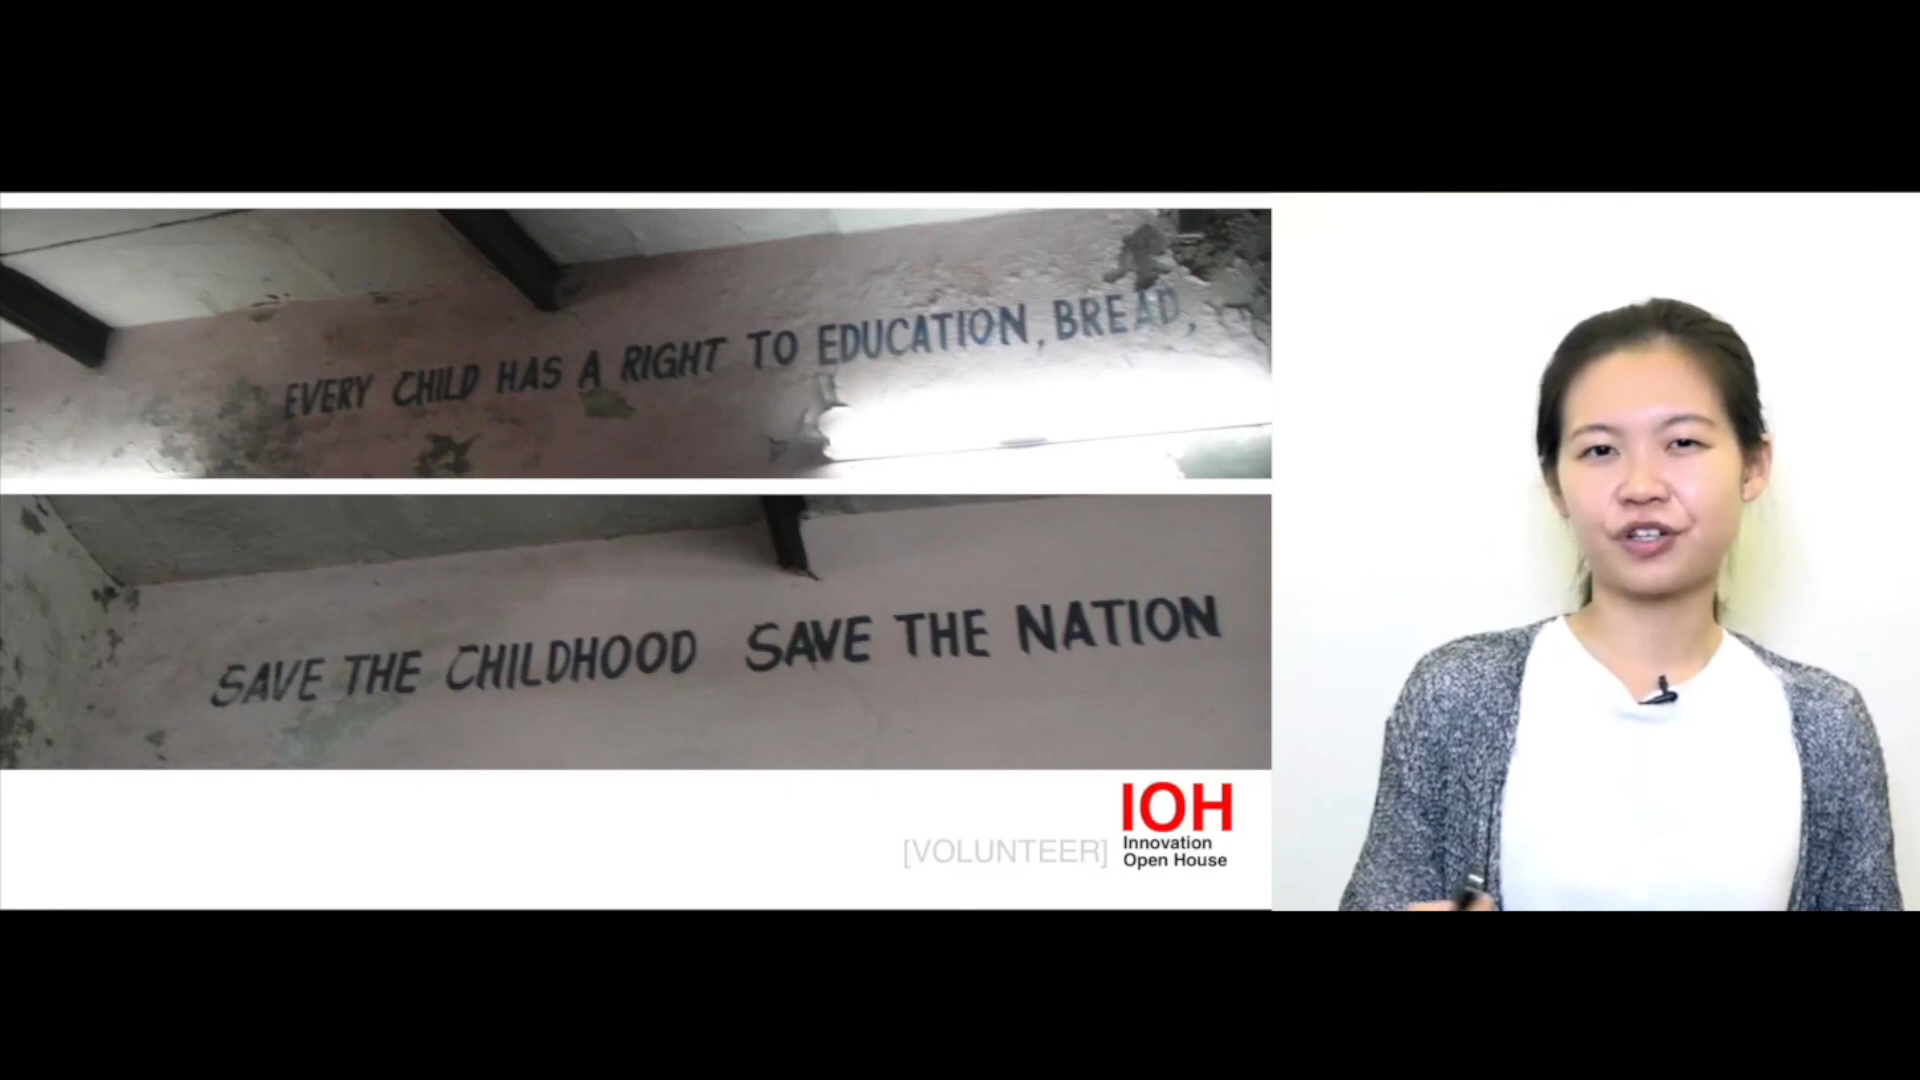 EVERY CHILD HAS A RIGHT TO EDUCATION, BREAD,
SAVE THE CHILDHOOD SAVE THE NATION
[VOLUNTEER]
IOH
Innovation
Open House